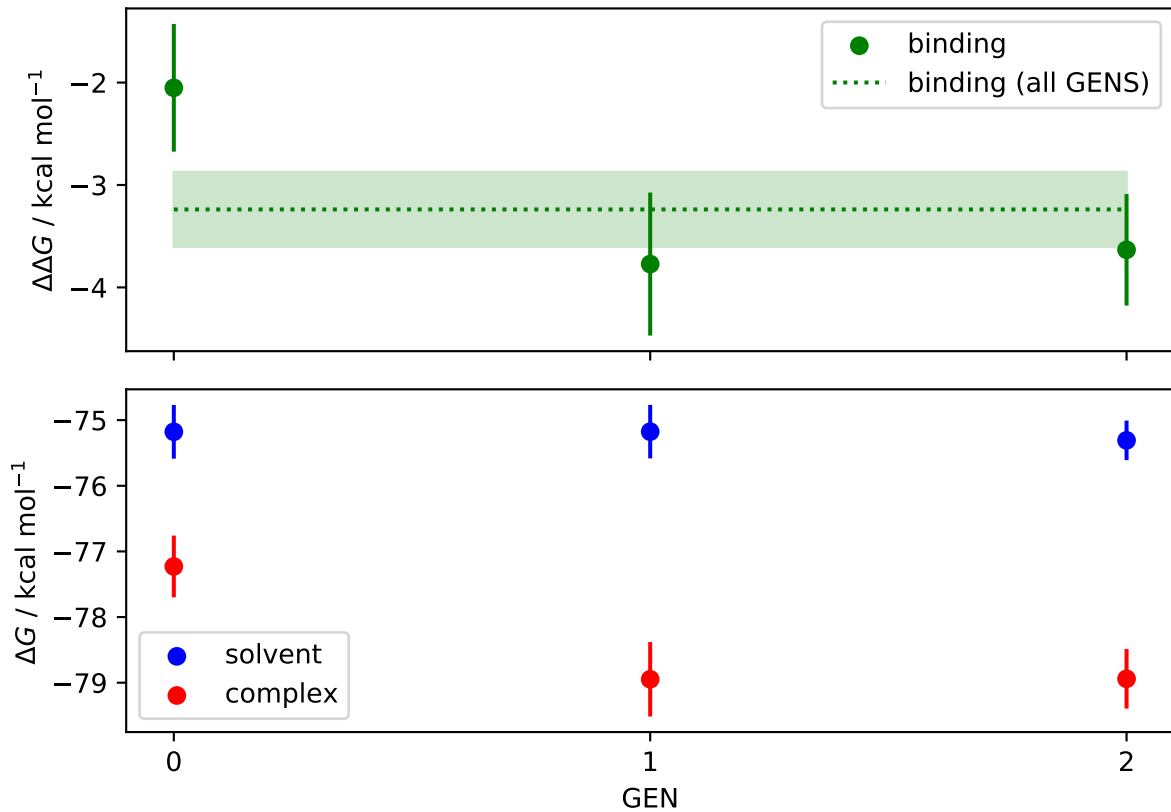 binding
binding (all GENS)
−2
−3
−4
ΔΔG / kcal mol⁻¹
−75
−76
−77
−78
−79
ΔG / kcal mol⁻¹
solvent
complex
0 1 2
GEN